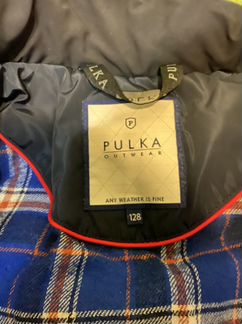 PULKA
P
PULKA
OUTWEAR
ANY WEATHER IS FINE
128